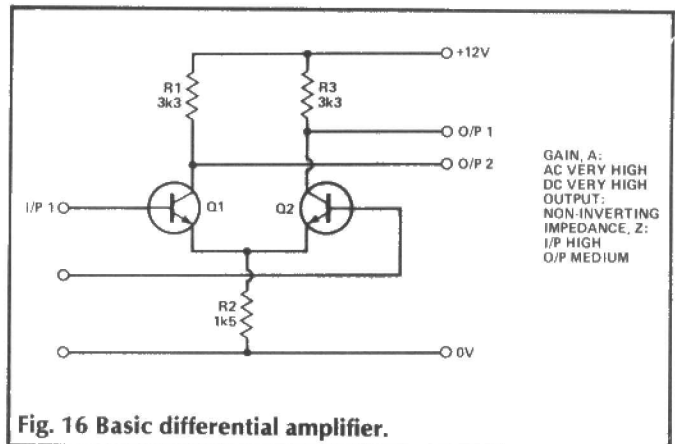 +12V
R1
3k3
R3
3k3
O/P 1
O/P 2
I/P 1
Q1
Q2
GAIN, A:
AC VERY HIGH
DC VERY HIGH
OUTPUT:
NON-INVERTING
IMPEDANCE, Z:
I/P HIGH
O/P MEDIUM
R2
1k5
0V
Fig. 16 Basic differential amplifier.